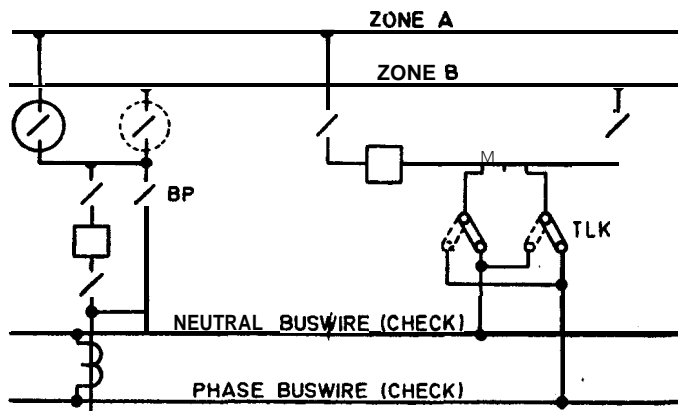 ZONE A
ZONE B
BP
M
TLK
NEUTRAL BUSWIRE (CHECK)
PHASE BUSWIRE (CHECK)